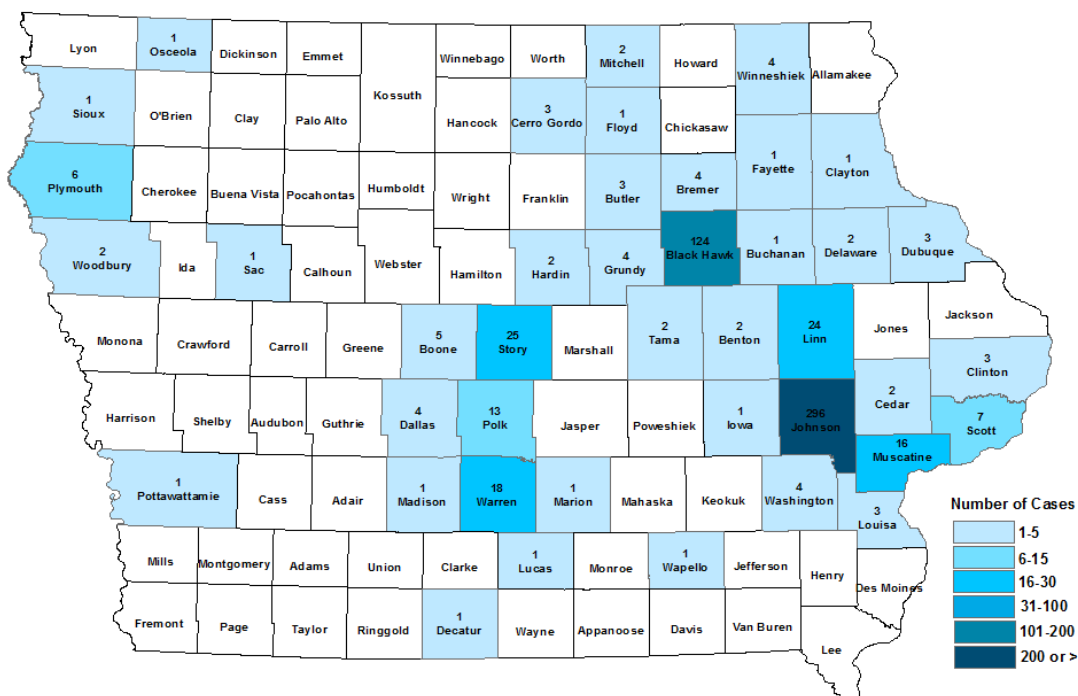 Lyon
1
Osceola
Dickinson
Emmet
Winnebago
Worth
2
Mitchell
Howard
4
Winneshiek
Allamakee
1
Sioux
O'Brien
Clay
Palo Alto
Kossuth
Hancock
3
Cerro Gordo
1
Floyd
Chickasaw
6
Plymouth
Cherokee
Buena Vista
Pocahontas
Humboldt
Wright
Franklin
3
Butler
4
Bremer
1
Fayette
1
Clayton
2
Woodbury
Ida
1
Sac
Calhoun
Webster
Hamilton
2
Hardin
4
Grundy
124
Black Hawk
1
Buchanan
2
Delaware
3
Dubuque
Monona
Crawford
Carroll
Greene
5
Boone
25
Story
Marshall
2
Tama
2
Benton
24
Linn
Jones
Jackson
3
Clinton
Harrison
Shelby
Audubon
Guthrie
4
Dallas
13
Polk
Jasper
Poweshiek
1
Iowa
296
Johnson
2
Cedar
7
Scott
16
Muscatine
1
Pottawattamie
Cass
Adair
1
Madison
18
Warren
1
Marion
Mahaska
Keokuk
4
Washington
3
Louisa
Mills
Montgomery
Adams
Union
Clarke
1
Lucas
Monroe
1
Wapello
Jefferson
Henry
Des Moines
Fremont
Page
Taylor
Ringgold
1
Decatur
Wayne
Appanoose
Davis
Van Buren
Lee
Number of Cases
1-5
6-15
16-30
31-100
101-200
200 or >